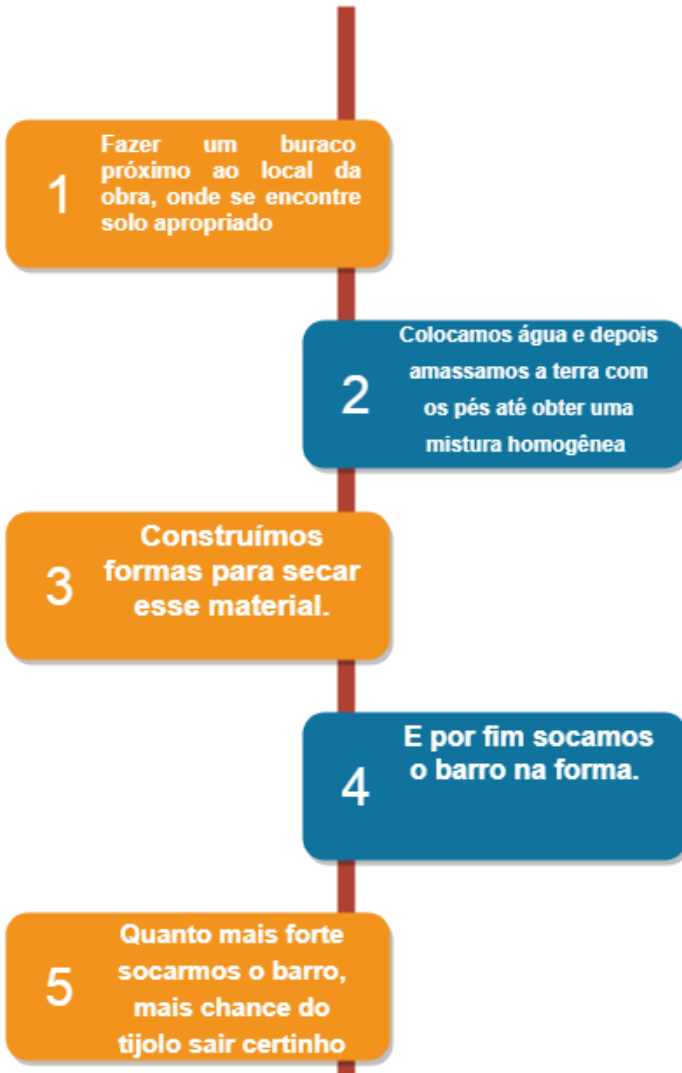 1
Fazer um buraco
próximo ao local da
obra, onde se encontre
solo apropriado
2
Colocamos água e depois
amassamos a terra com
os pés até obter uma
mistura homogênea
3
Construímos
formas para secar
esse material.
4
E por fim socamos
o barro na forma.
5
Quanto mais forte
socarmos o barro,
mais chance do
tijolo sair certinho